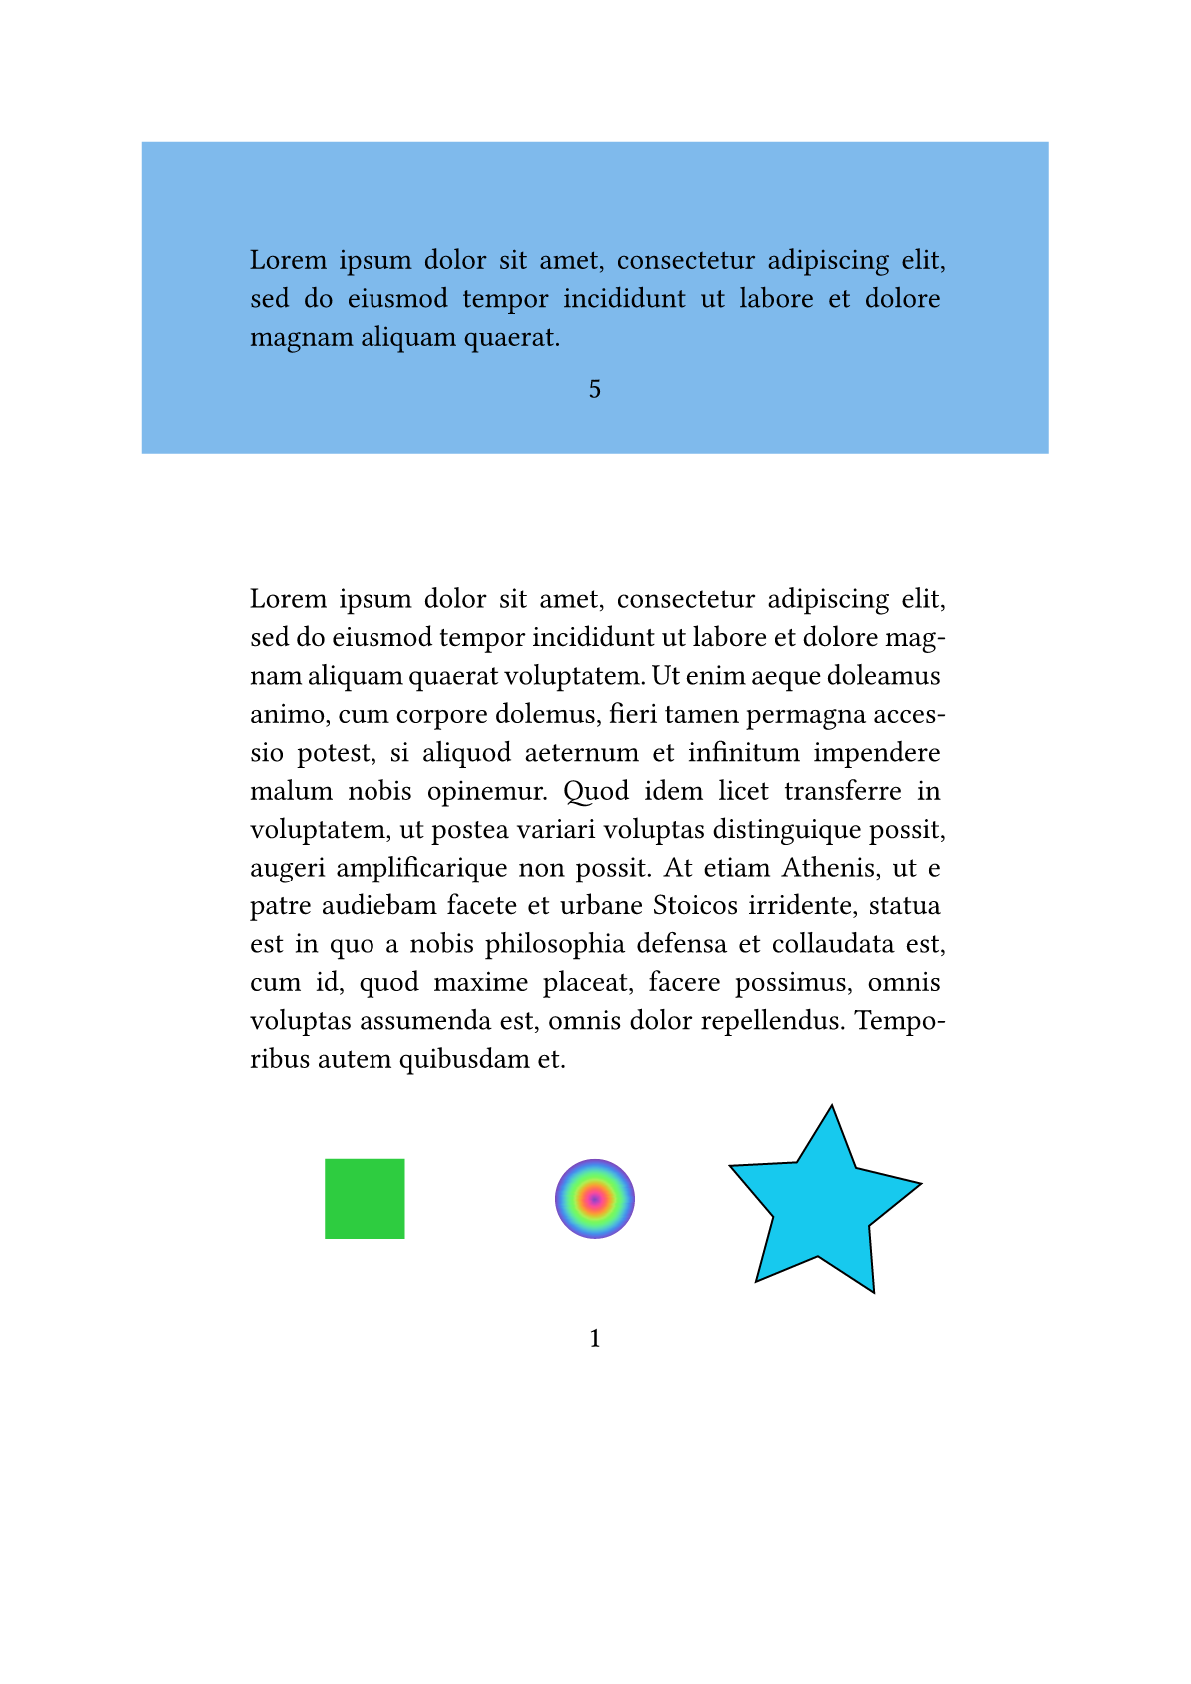 Lorem ipsum dolor sit amet, consectetur adipiscing elit,
sed do eiusmod tempor incididunt ut labore et dolore
magnam aliquam quaerat.
5
Lorem ipsum dolor sit amet, consectetur adipiscing elit,
sed do eiusmod tempor incididunt ut labore et dolore mag-
nam aliquam quaerat voluptatem. Ut enim aeque doleamus
animo, cum corpore dolemus, fieri tamen permagna acces-
sio potest, si aliquod aeternum et infinitum impendere
malum nobis opinemur. Quod idem licet transferre in
voluptatem, ut postea variari voluptas distinguique possit,
augeri amplificarique non possit. At etiam Athenis, ut e
patre audiebam facete et urbane Stoicos irridente, statua
est in quo a nobis philosophia defensa et collaudata est,
cum id, quod maxime placeat, facere possimus, omnis
voluptas assumenda est, omnis dolor repellendus. Tempo-
ribus autem quibusdam et.
1